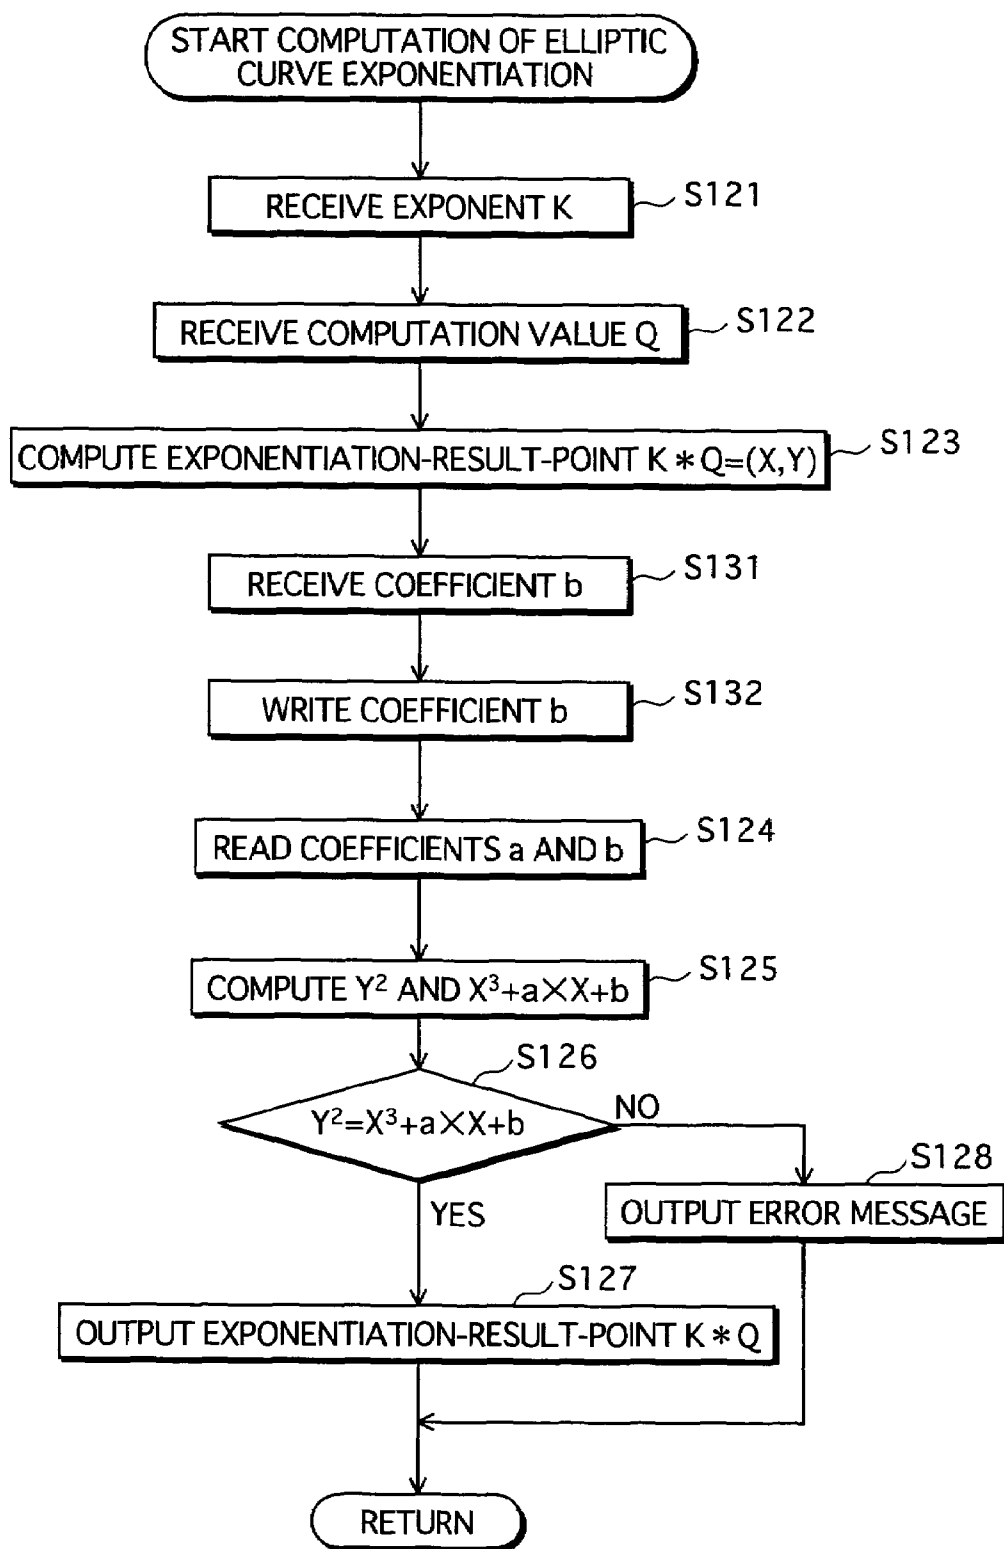 START COMPUTATION OF ELLIPTIC
CURVE EXPONENTIATION
RECEIVE EXPONENT K
S121
RECEIVE COMPUTATION VALUE Q
S122
COMPUTE EXPONENTIATION-RESULT-POINT K*Q=(X,Y)
S123
RECEIVE COEFFICIENT b
S131
WRITE COEFFICIENT b
S132
READ COEFFICIENTS a AND b
S124
COMPUTE Y² AND X³+a×X+b
S125
S126
Y²=X³+a×X+b
NO
YES
S128
OUTPUT ERROR MESSAGE
S127
OUTPUT EXPONENTIATION-RESULT-POINT K*Q
RETURN